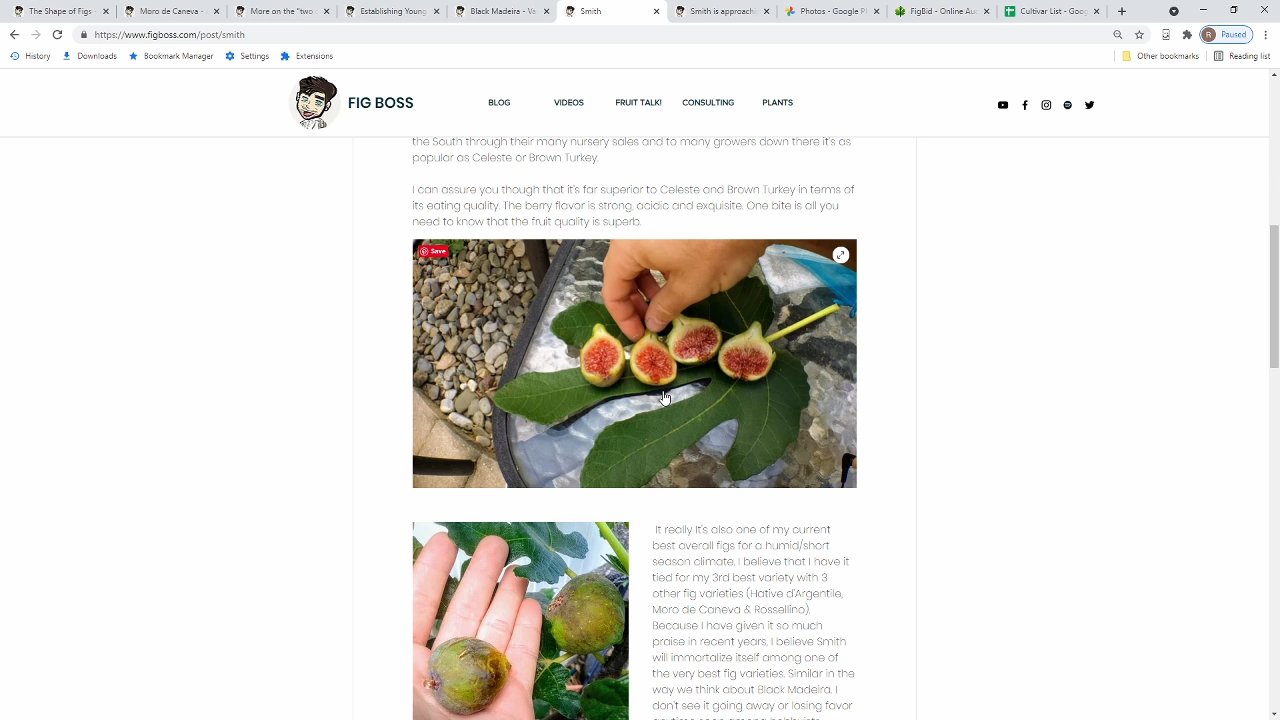 The Shape of Figs
Moro de Caneva -
More on the "two c
Establishing Young
Black Madeira - Va
Smith
Smith is approache
Photos - Google P
FigBid - Online Au
Cultivar List - Goog
https://www.figboss.com/post/smith
R Paused
History
Downloads
Bookmark Manager
Settings
Extensions
Other bookmarks
Reading list
FIG BOSS
BLOG
VIDEOS
FRUIT TALK!
CONSULTING
PLANTS
the South through their many nursery sales and to many growers down there it's as
popular as Celeste or Brown Turkey.
I can assure you though that it's far superior to Celeste and Brown Turkey in terms of
its eating quality. The berry flavor is strong, acidic and exquisite. One bite is all you
need to know that the fruit quality is superb.
Save
It really It's also one of my current
best overall figs for a humid/short
season climate. I believe that I have it
tied for my 3rd best variety with 3
other fig varieties (Hative d'Argentile,
Moro de Caneva & Rossellino).
Because I have given it so much
praise in recent years, I believe Smith
will immortalize itself among one of
the very best fig varieties. Similar in the
way we think about Black Madeira. I
don't see it going away or losing favor
anytime soon among hobbyists